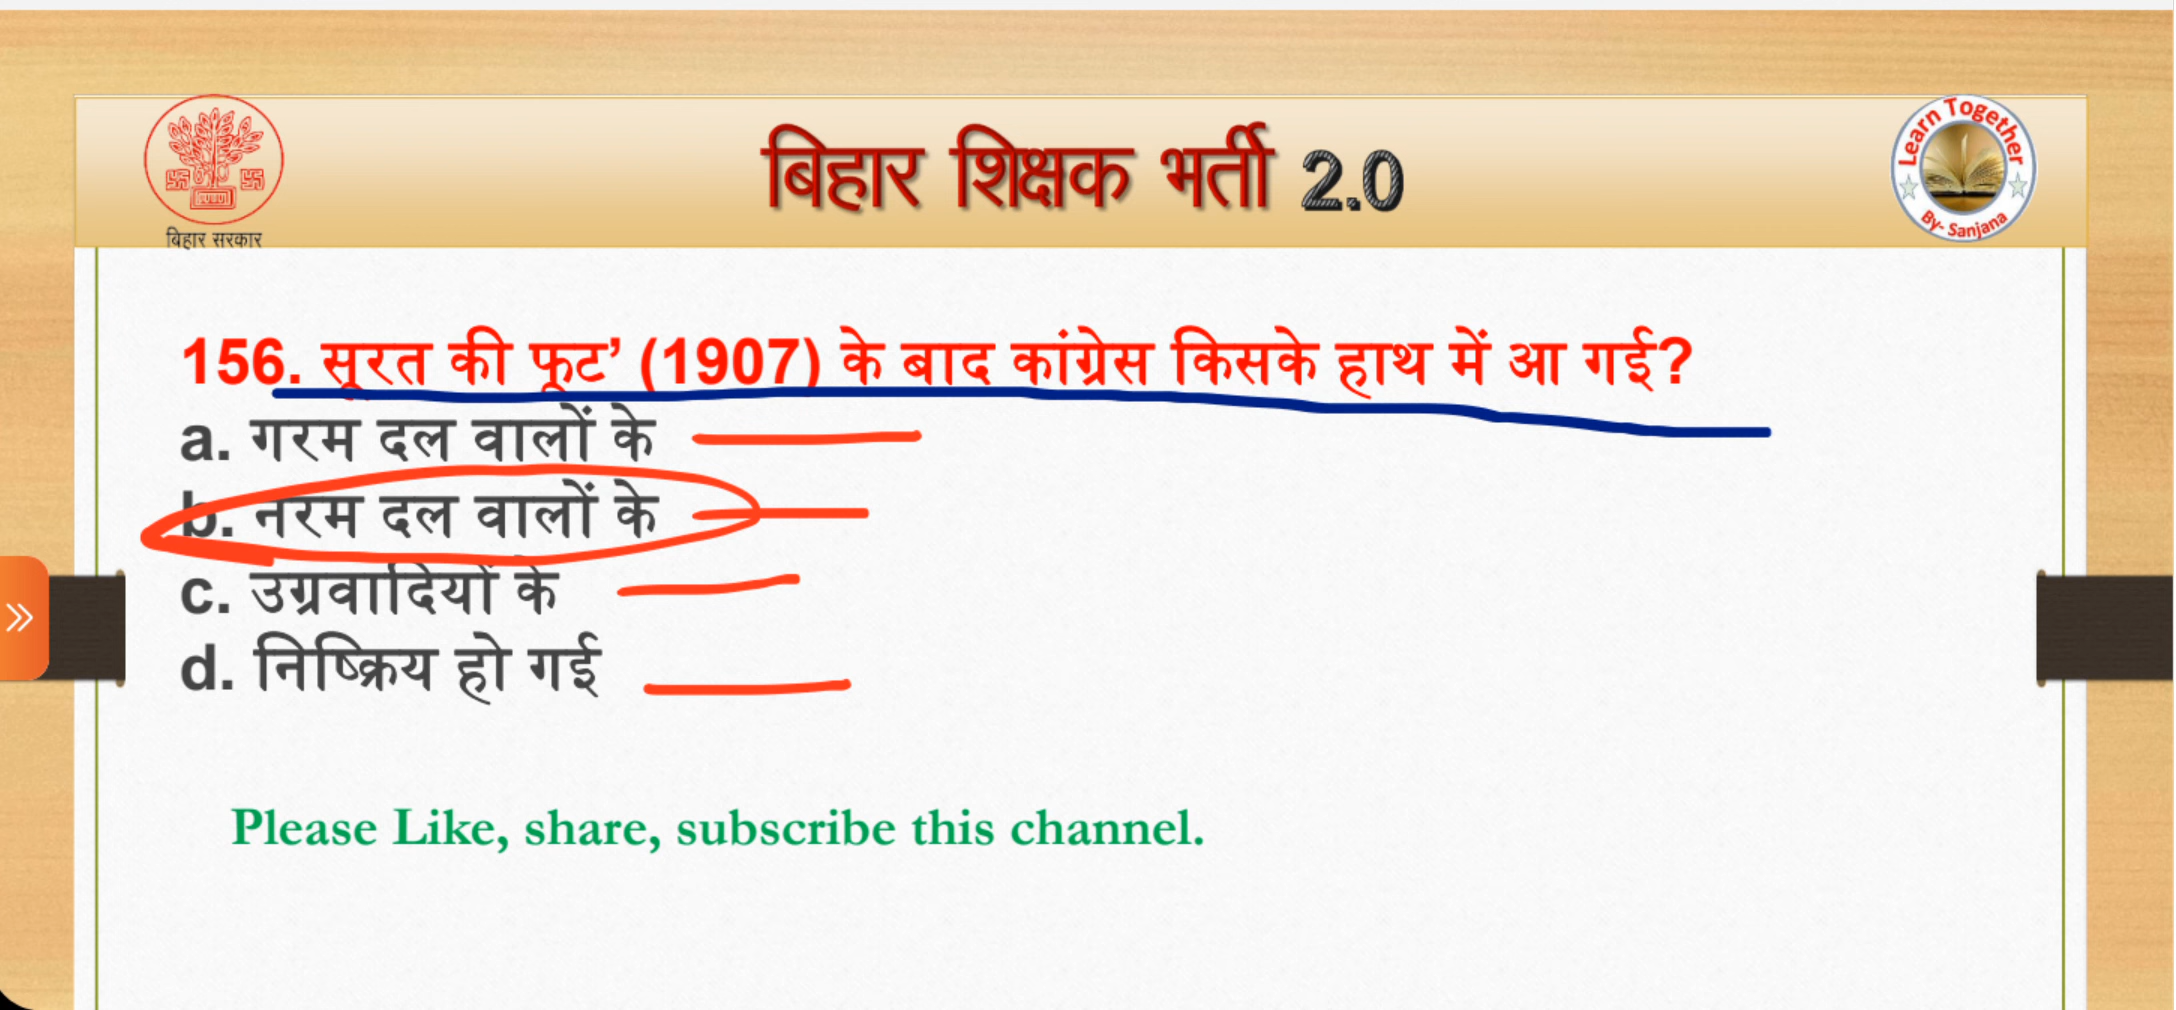 बिहार सरकार
बिहार शिक्षक भर्ती 2.0
Learn Together
By- Sanjana
156. सूरत की फूट’ (1907) के बाद कांग्रेस किसके हाथ में आ गई?
a. गरम दल वालों के
b. नरम दल वालों के
c. उग्रवादियों के
d. निष्क्रिय हो गई
Please Like, share, subscribe this channel.